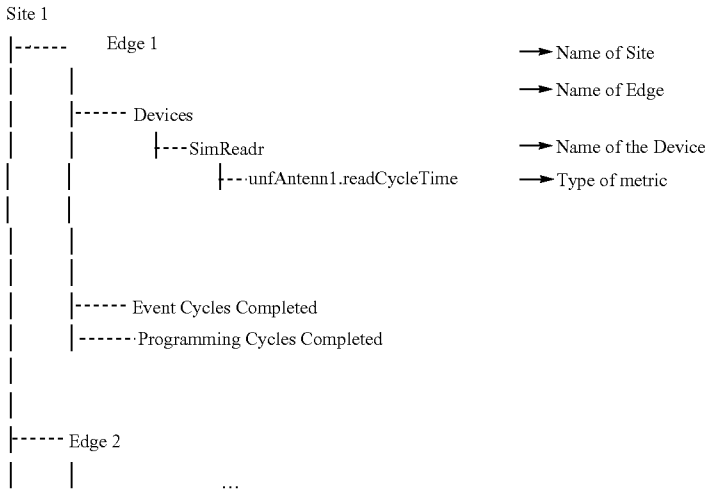 Site 1
Edge 1
Name of Site
Name of Edge
Devices
SimReadr
Name of the Device
unfAntenn1.readCycleTime
Type of metric
Event Cycles Completed
Programming Cycles Completed
Edge 2
...